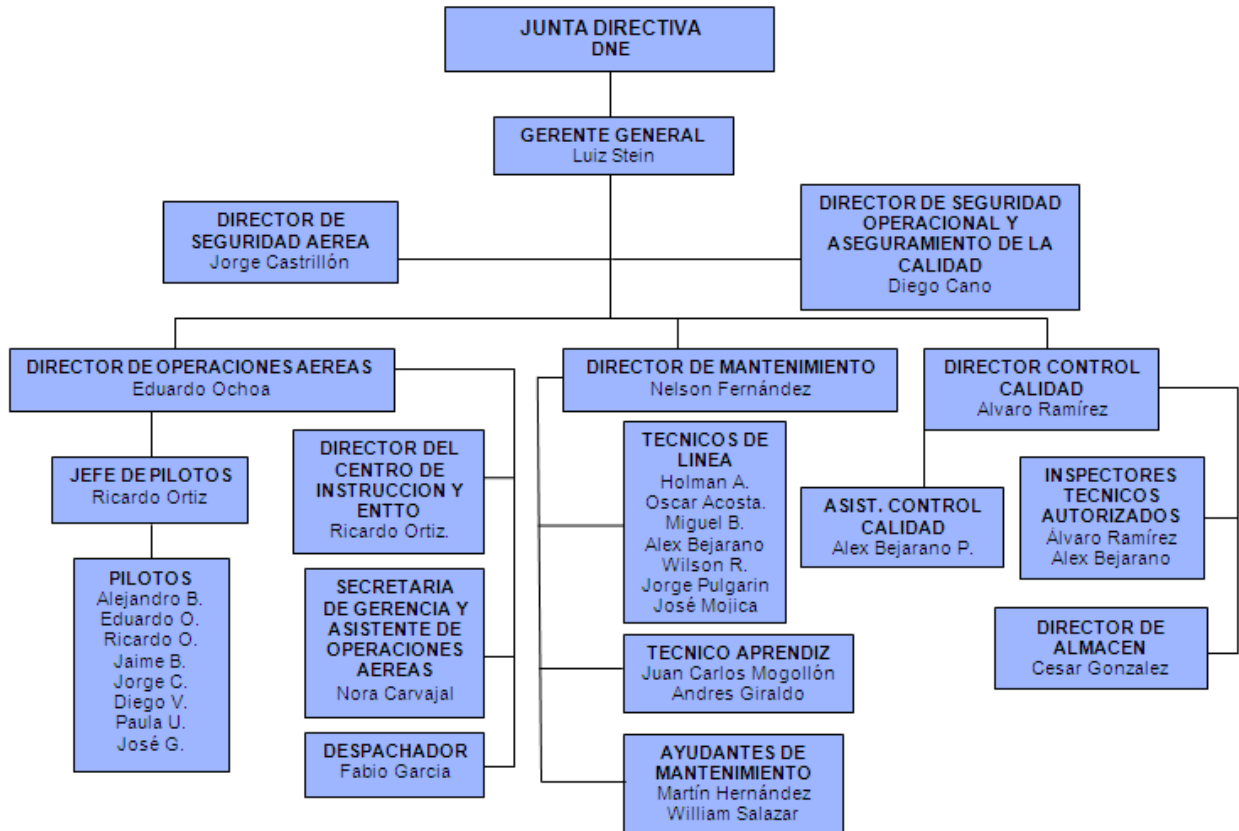 JUNTA DIRECTIVA
DNE
GERENTE GENERAL
Luiz Stein
DIRECTOR DE
SEGURIDAD AEREA
Jorge Castrillón
DIRECTOR DE SEGURIDAD
OPERACIONAL Y
ASEGURAMIENTO DE LA
CALIDAD
Diego Cano
DIRECTOR DE OPERACIONES AEREAS
Eduardo Ochoa
DIRECTOR DE MANTENIMIENTO
Nelson Fernández
DIRECTOR CONTROL
CALIDAD
Alvaro Ramírez
JEFE DE PILOTOS
Ricardo Ortiz
PILOTOS
Alejandro B.
Eduardo O.
Ricardo O.
Jaime B.
Jorge C.
Diego V.
Paula U.
José G.
DIRECTOR DEL
CENTRO DE
INSTRUCCION Y
ENTTO
Ricardo Ortiz.
SECRETARIA
DE GERENCIA Y
ASISTENTE DE
OPERACIONES
AEREAS
Nora Carvajal
DESPACHADOR
Fabio Garcia
TECNICOS DE
LINEA
Holman A.
Oscar Acosta.
Miguel B.
Alex Bejarano
Wilson R.
Jorge Pulgarin
José Mojica
TECNICO APRENDIZ
Juan Carlos Mogollón
Andres Giraldo
AYUDANTES DE
MANTENIMIENTO
Martín Hernández
William Salazar
ASIST. CONTROL
CALIDAD
Alex Bejarano P.
INSPECTORES
TECNICOS
AUTORIZADOS
Álvaro Ramírez
Alex Bejarano
DIRECTOR DE
ALMACEN
Cesar Gonzalez